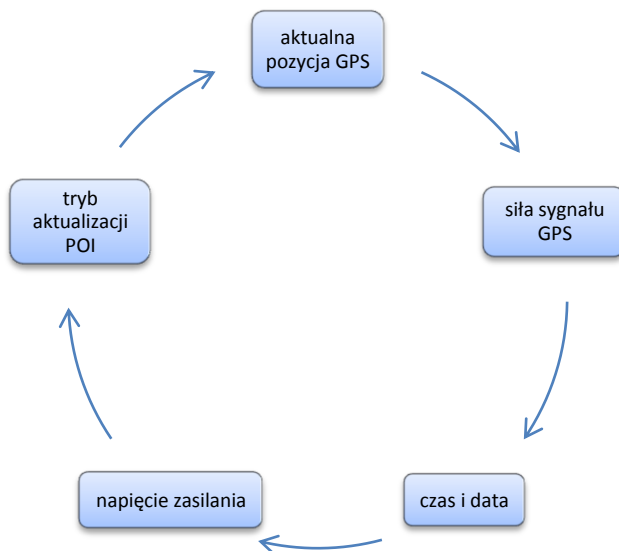 aktualna
pozycja GPS
siła sygnału
GPS
czas i data
napięcie zasilania
tryb
aktualizacji
POI